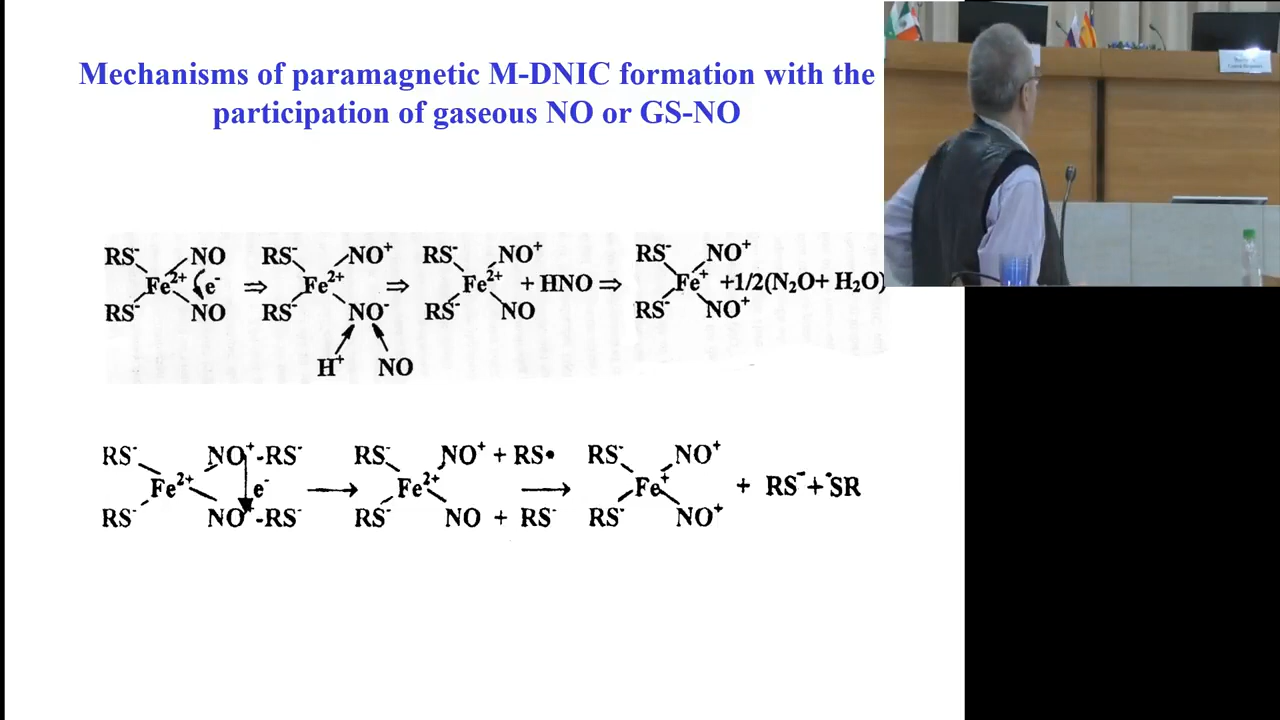 Mechanisms of paramagnetic M-DNIC formation with the
participation of gaseous NO or GS-NO
RS⁻ NO RS⁻ NO⁺ RS⁻ NO⁺ RS⁻ NO⁺
Fe²⁺ e⁻ ⇒ Fe²⁺ ⇒ Fe²⁺ + HNO ⇒ Fe⁺ +1/2(N₂O+ H₂O)
RS⁻ NO RS⁻ NO⁻ RS⁻ NO RS⁻ NO⁺
H⁺ NO
RS⁻ NO⁺-RS⁻ RS⁻ NO⁺ + RS• RS⁻ NO⁺
Fe²⁺ e⁻ → Fe²⁺ → Fe⁺ + RS⁻+•SR
RS⁻ NO⁺-RS⁻ RS⁻ NO + RS⁻ RS⁻ NO⁺